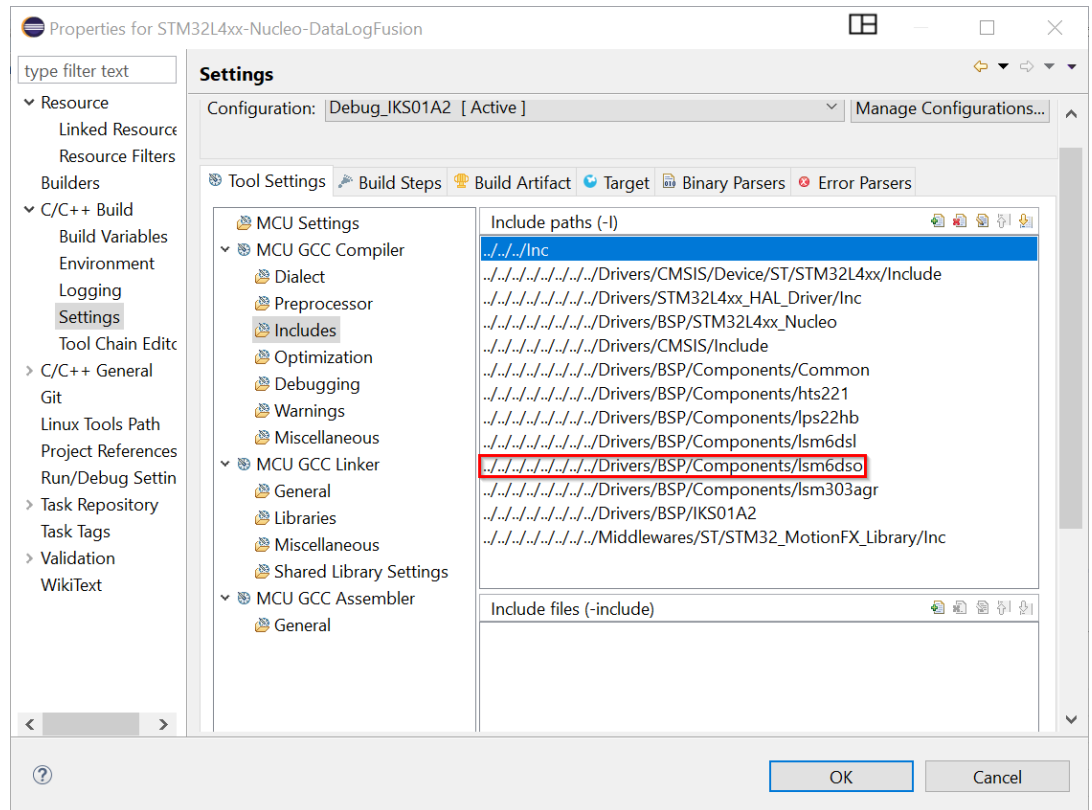 Properties for STM32L4xx-Nucleo-DataLogFusion
type filter text
Resource
Linked Resource
Resource Filters
Builders
C/C++ Build
Build Variables
Environment
Logging
Settings
Tool Chain Editc
C/C++ General
Git
Linux Tools Path
Project References
Run/Debug Settin
Task Repository
Task Tags
Validation
WikiText
Settings
Configuration: Debug_IKS01A2 [ Active ] Manage Configurations...
Tool Settings Build Steps Build Artifact Target Binary Parsers Error Parsers
MCU Settings
MCU GCC Compiler
Dialect
Preprocessor
Includes
Optimization
Debugging
Warnings
Miscellaneous
MCU GCC Linker
General
Libraries
Miscellaneous
Shared Library Settings
MCU GCC Assembler
General
Include paths (-I)
../../../Inc
../../../../../../../../Drivers/CMSIS/Device/ST/STM32L4xx/Include
../../../../../../../../Drivers/STM32L4xx_HAL_Driver/Inc
../../../../../../../../Drivers/BSP/STM32L4xx_Nucleo
../../../../../../../../Drivers/CMSIS/Include
../../../../../../../../Drivers/BSP/Components/Common
../../../../../../../../Drivers/BSP/Components/hts221
../../../../../../../../Drivers/BSP/Components/lps22hb
../../../../../../../../Drivers/BSP/Components/lsm6dsl
../../../../../../../../Drivers/BSP/Components/lsm6dso
../../../../../../../../Drivers/BSP/Components/lsm303agr
../../../../../../../../Drivers/BSP/IKS01A2
../../../../../../../../Middlewares/ST/STM32_MotionFX_Library/Inc
Include files (-include)
OK
Cancel